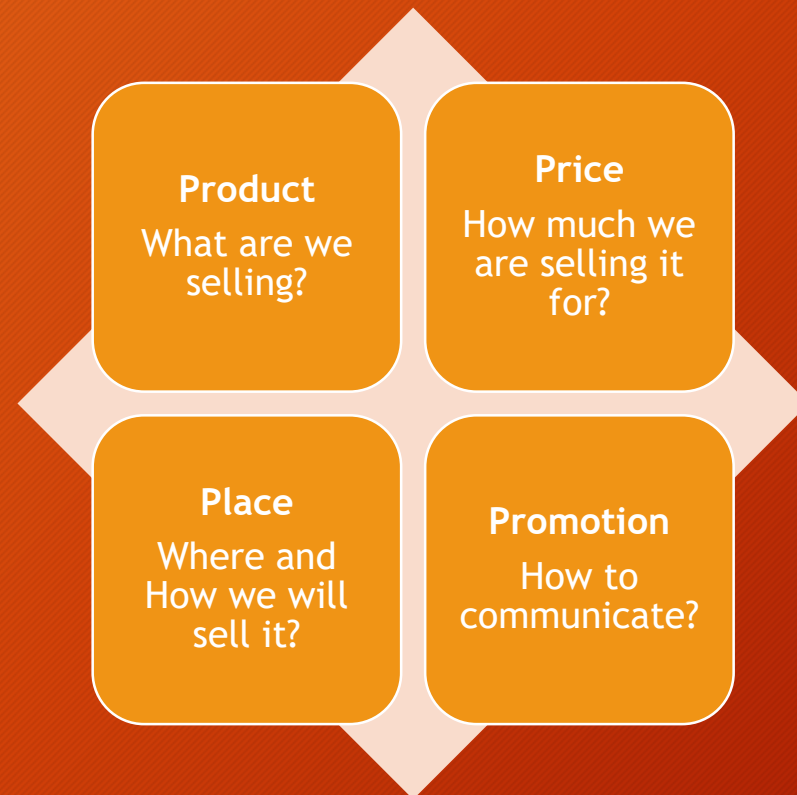 Product
What are we
selling?
Price
How much we
are selling it
for?
Place
Where and
How we will
sell it?
Promotion
How to
communicate?